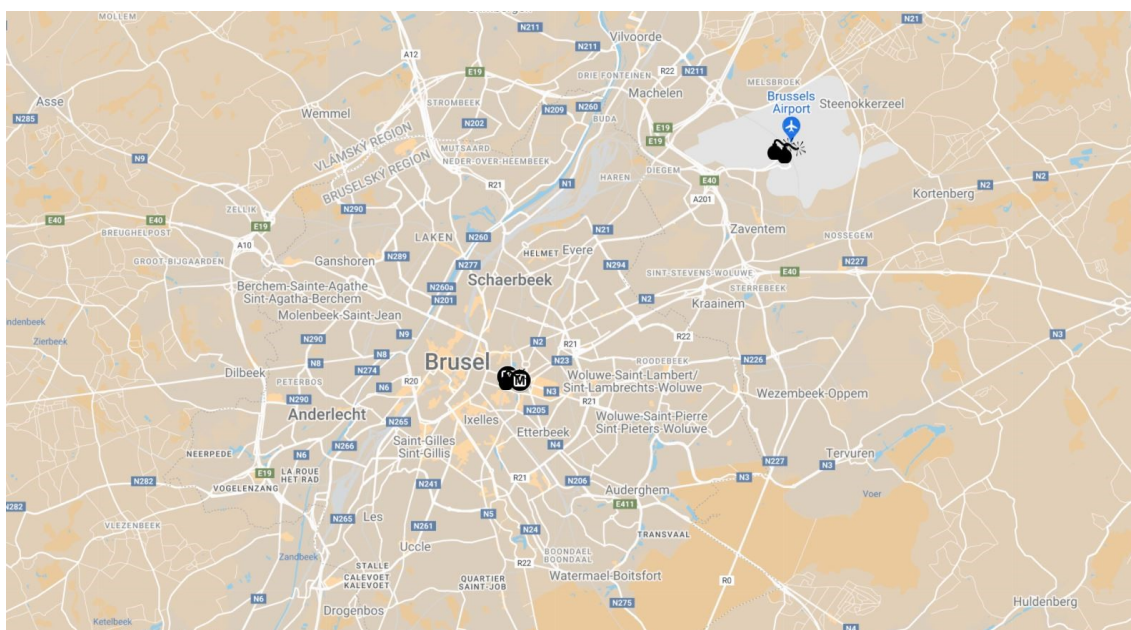 MOLLEM
N211
N21
Vilvoorde
N211
A12
DRIE FONTEINEN
R22
N211
MELSBROEK
E19
Asse
Machelen
Brussels
Airport
Steenokkerzeel
STROMBEEK
N209
N260
N285
Wemmel
BUDA
N202
E19
E19
VLÁMSKÝ REGION
BRUSELSKÝ REGION
MUTSAARD
NEDER-OVER-HEEMBEEK
N9
HAREN
DIEGEM
E40
R21
N1
N2
N2
Kortenberg
A201
ZELLIK
N290
E40
E40
E19
BREUGHELPOST
A10
LAKEN
N260
N21
Zaventem
NOSSEGEM
HELMET
Evere
GROOT-BIJGAARDEN
Ganshoren
N289
N277
N294
N227
SINT-STEVENS-WOLUWE
E40
Schaerbeek
STERREBEEK
Berchem-Sainte-Agathe
Sint-Agatha-Berchem
N260a
N201
N2
Kraainem
Molenbeek-Saint-Jean
Zierbeek
N290
N9
N2
R21
R22
N3
N8
N8
Brusel
N23
ROODEBEEK
N226
Dilbeek
N274
PETERBOS
N6
R20
M
Woluwe-Saint-Lambert/
Sint-Lambrechts-Woluwe
N3
Wezembeek-Oppem
N290
R21
Anderlecht
N265
Ixelles
N205
Woluwe-Saint-Pierre
Sint-Pieters-Woluwe
Etterbeek
N266
Saint-Gilles
Sint-Gillis
N4
NEERPEDE
N6
Tervuren
N227
N3
E19
LA ROUE
HET RAD
R21
N3
N282
VOGELENZANG
N241
N206
Auderghem
Voer
N282
N5
E411
N265
Les
VLEZENBEEK
N261
N24
TRANSVAAL
Uccle
BOONDAEL
BOONDAAL
Zandbeek
STALLE
R22
CALEVOET
KALEVOET
QUARTIER
SAINT-JOB
Watermael-Boitsfort
R0
N6
N275
Huldenberg
Drogenbos
Ketelbeek
N4